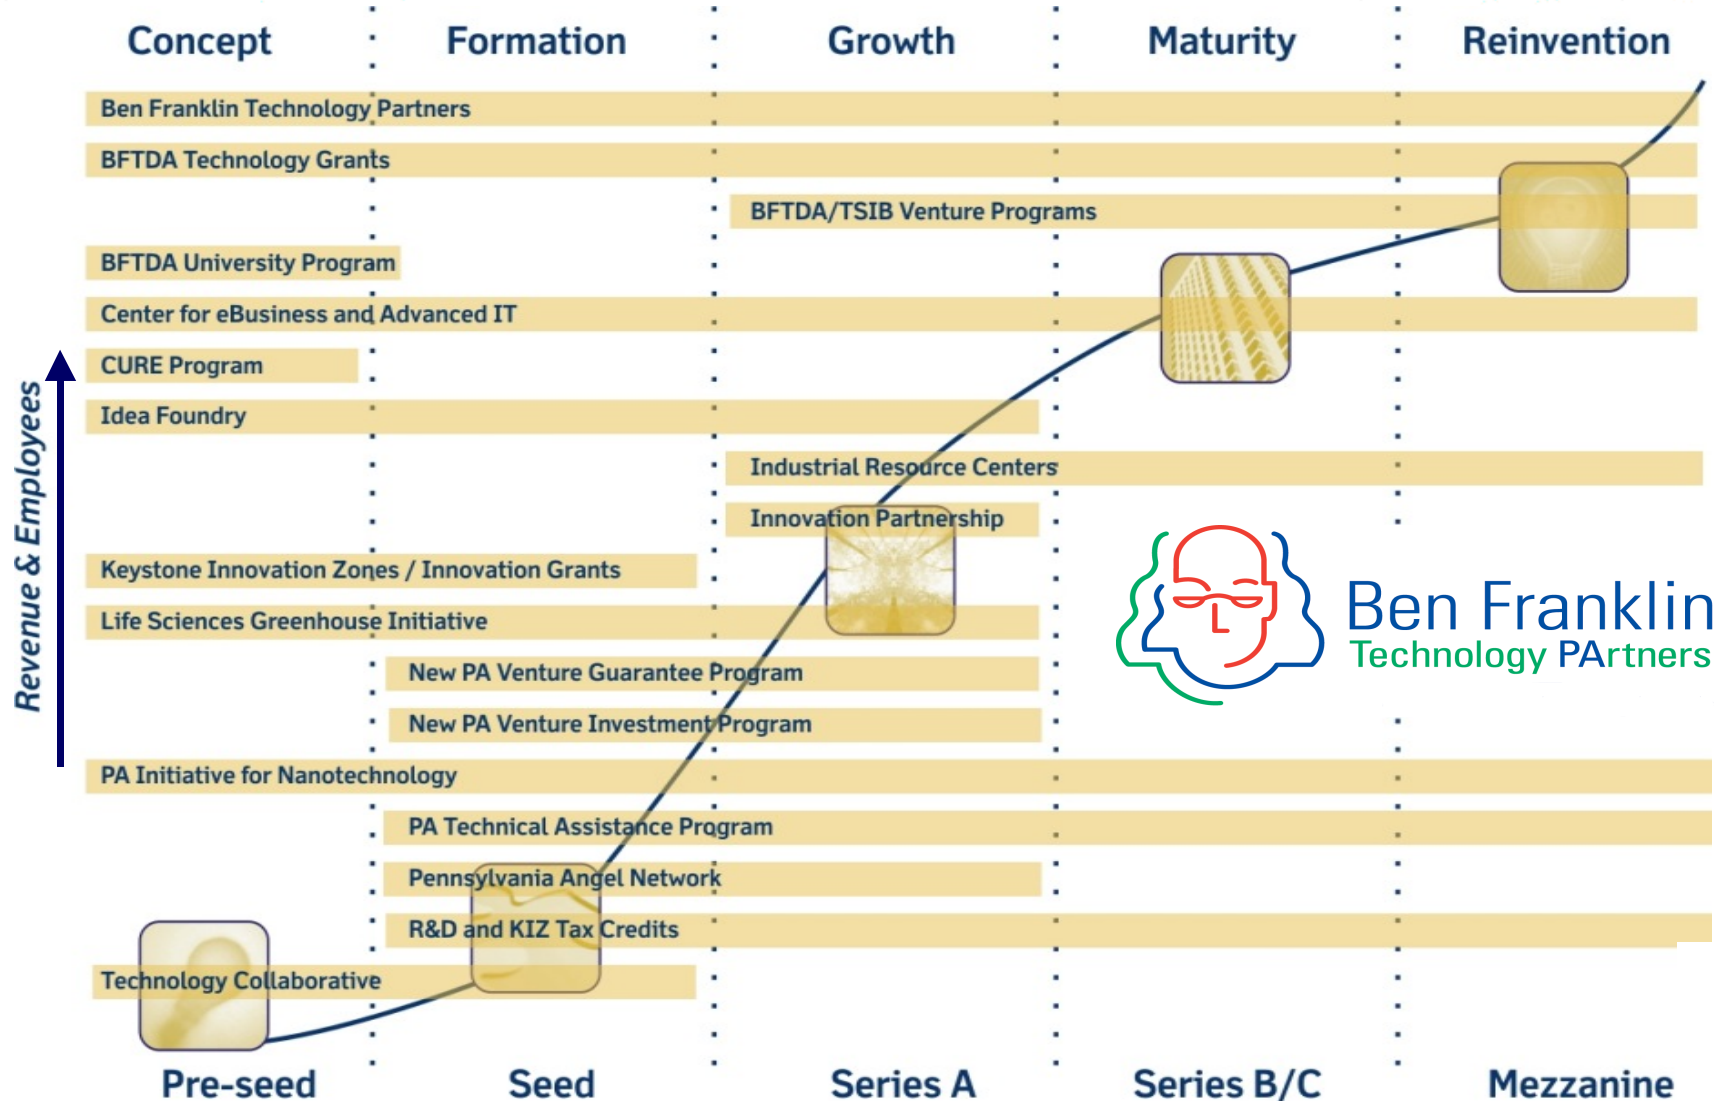 Concept
Formation
Growth
Maturity
Reinvention
Ben Franklin Technology Partners
BFTDA Technology Grants
BFTDA/TSIB Venture Programs
BFTDA University Program
Center for eBusiness and Advanced IT
CURE Program
Idea Foundry
Industrial Resource Centers
Innovation Partnership
Keystone Innovation Zones / Innovation Grants
Life Sciences Greenhouse Initiative
New PA Venture Guarantee Program
New PA Venture Investment Program
PA Initiative for Nanotechnology
PA Technical Assistance Program
Pennsylvania Angel Network
R&D and KIZ Tax Credits
Technology Collaborative
Revenue & Employees
Ben Franklin
Technology PArtners
Pre-seed
Seed
Series A
Series B/C
Mezzanine